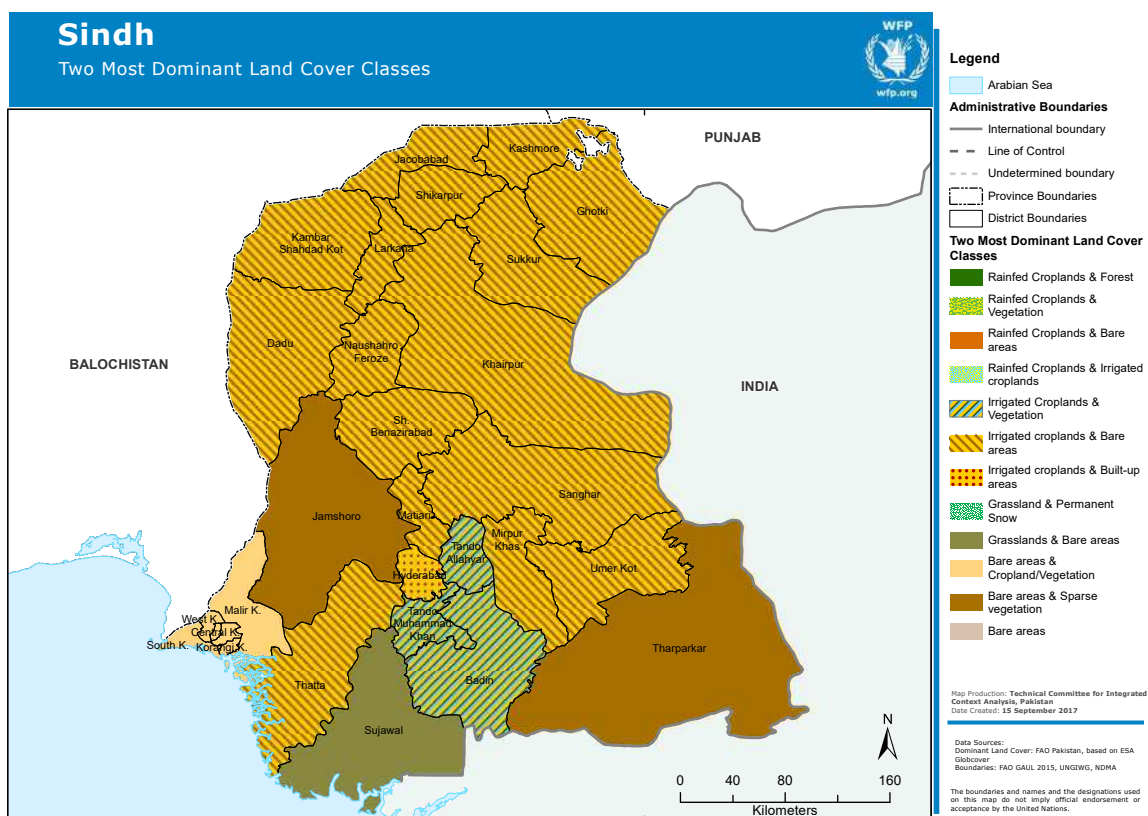 Sindh
Two Most Dominant Land Cover Classes
WFP
wfp.org
PUNJAB
Kashmore
Jacobabad
Shikarpur
Ghotki
Kambar
Shahdad Kot
Larkana
Sukkur
Dadu
Naushahro
Feroze
Khairpur
BALOCHISTAN
INDIA
Sh.
Benazirabad
Sanghar
Jamshoro
Matiari
Mirpur
Khas
Tando
Allahyar
Umer Kot
Hyderabad
Malir K.
West K.
Central K.
South K.
Korangi K.
Tando
Muhammad
Khan
Tharparkar
Thatta
Badin
Sujawal
N
0 40 80 160
Kilometers
Legend
Arabian Sea
Administrative Boundaries
International boundary
Line of Control
Undetermined boundary
Province Boundaries
District Boundaries
Two Most Dominant Land Cover
Classes
Rainfed Croplands & Forest
Rainfed Croplands &
Vegetation
Rainfed Croplands & Bare
areas
Rainfed Croplands & Irrigated
croplands
Irrigated Croplands &
Vegetation
Irrigated croplands & Bare
areas
Irrigated croplands & Built-up
areas
Grassland & Permanent
Snow
Grasslands & Bare areas
Bare areas &
Cropland/Vegetation
Bare areas & Sparse
vegetation
Bare areas
Map Production: Technical Committee for Integrated
Context Analysis, Pakistan
Date Created: 15 September 2017
Data Sources:
Dominant Land Cover: FAO Pakistan, based on ESA
Globcover
Boundaries: FAO GAUL 2015, UNGIWG, NDMA
The boundaries and names and the designations used
on this map do not imply official endorsement or
acceptance by the United Nations.